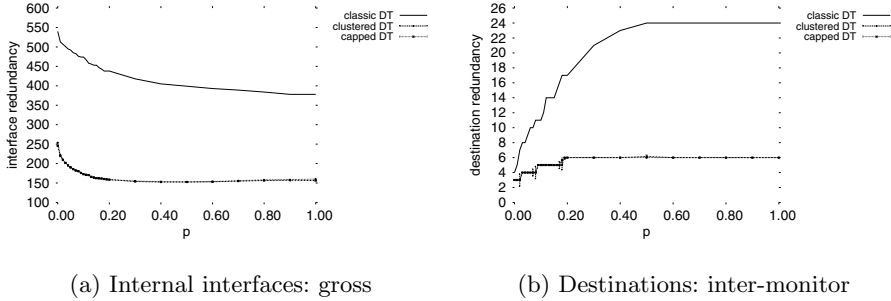 600
550
500
450
400
350
300
250
200
150
100
interface redundancy
0.00 0.20 0.40 0.60 0.80 1.00
p
classic DT
clustered DT
capped DT
(a) Internal interfaces: gross
26
24
22
20
18
16
14
12
10
8
6
4
2
0
destination redundancy
0.00 0.20 0.40 0.60 0.80 1.00
p
classic DT
clustered DT
capped DT
(b) Destinations: inter-monitor